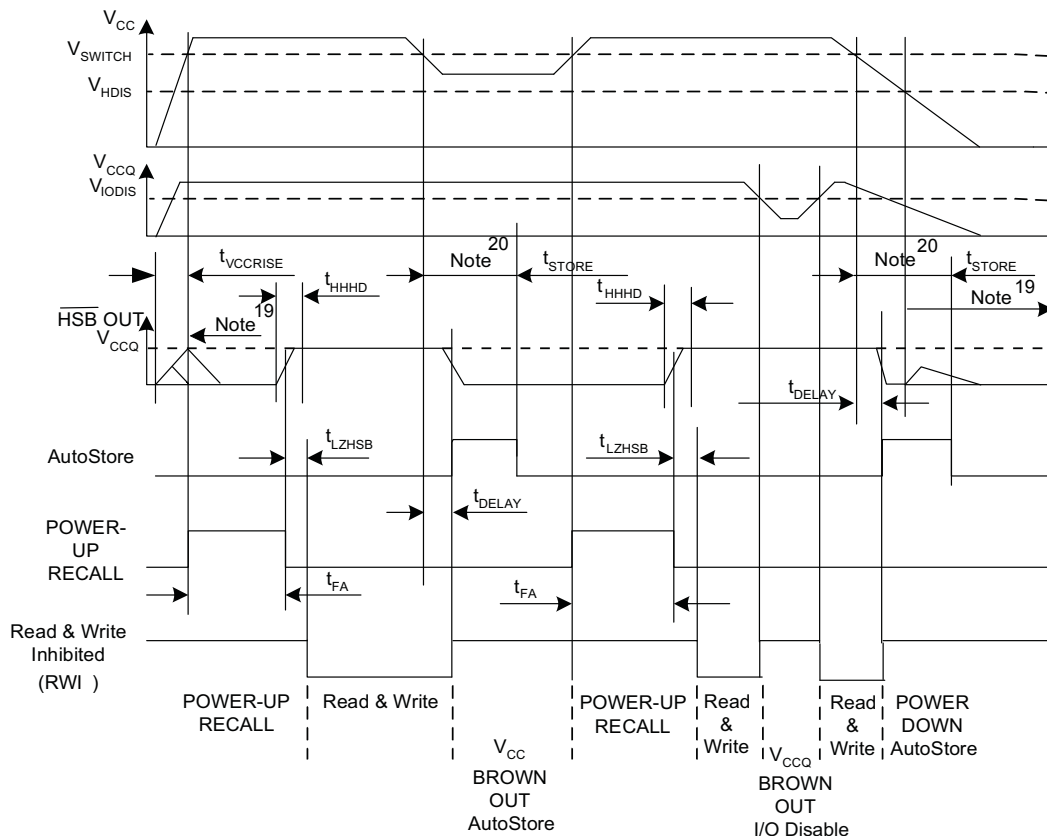 VCC
VSWITCH
VHDIS
VCCQ
VIODIS
tVCCRISE
Note 20
tSTORE
Note 20
tSTORE
tHHHD
tHHHD
Note 19
Note 19
HSB OUT
VCCQ
tDELAY
tLZHSB
tLZHSB
AutoStore
tDELAY
POWER-
UP
RECALL
tFA
tFA
Read & Write
Inhibited
(RWI )
POWER-UP
RECALL
Read & Write
VCC
BROWN
OUT
AutoStore
POWER-UP
RECALL
Read
&
Write
VCCQ
BROWN
OUT
I/O Disable
Read
&
Write
POWER
DOWN
AutoStore